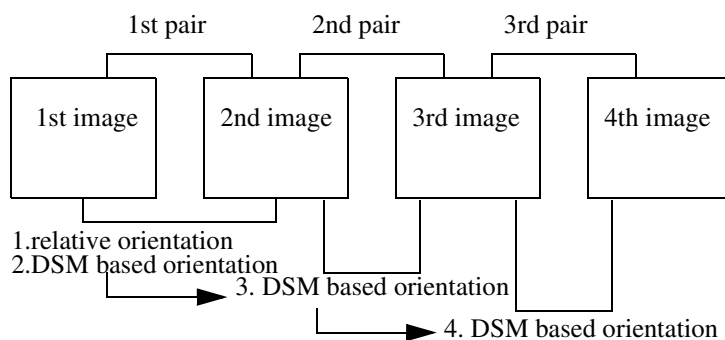 1st pair
2nd pair
3rd pair
1st image
2nd image
3rd image
4th image
1.relative orientation
2.DSM based orientation
3. DSM based orientation
4. DSM based orientation